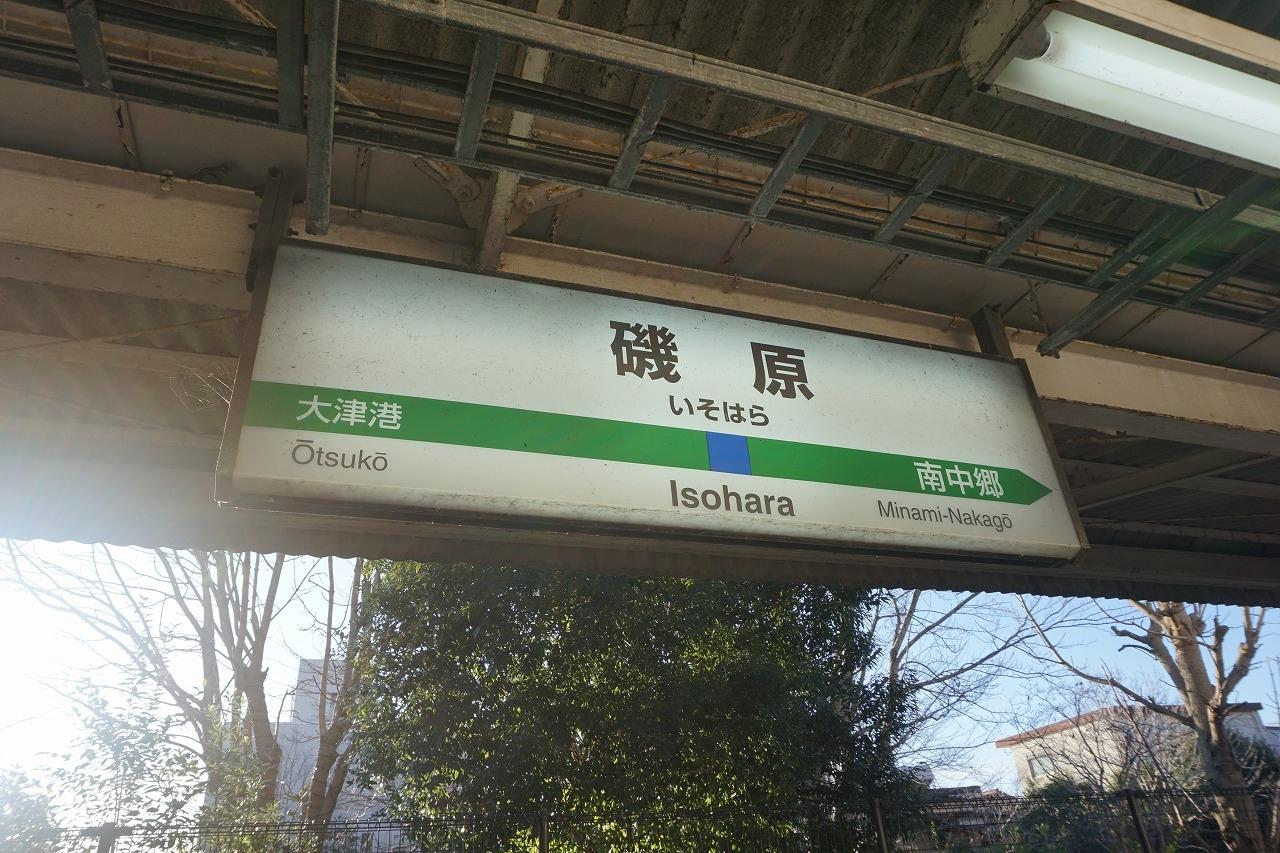 磯原
いそはら
大津港
南中郷
Ōtsukō
Isohara
Minami-Nakagō